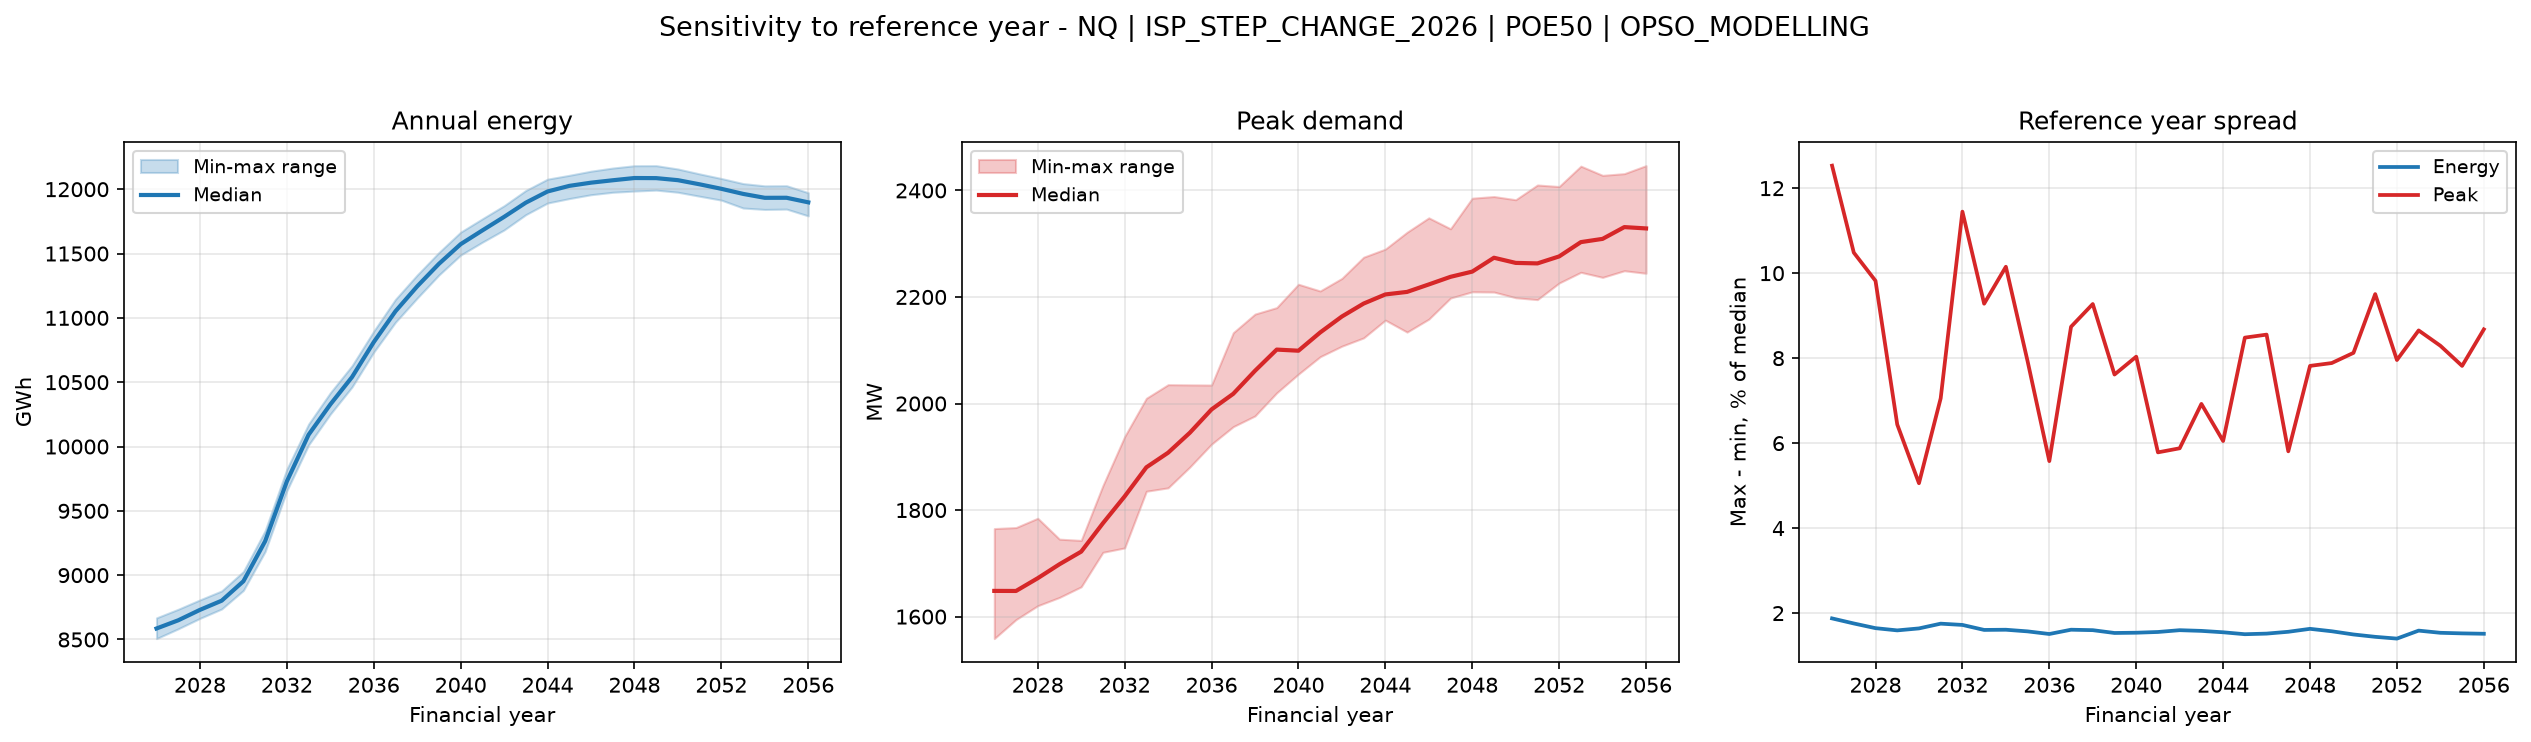 Sensitivity to reference year - NQ | ISP_STEP_CHANGE_2026 | POE50 | OPSO_MODELLING
Annual energy
Min-max range
Median
GWh
12000
11500
11000
10500
10000
9500
9000
8500
2028 2032 2036 2040 2044 2048 2052 2056
Financial year
Peak demand
Min-max range
Median
MW
2400
2200
2000
1800
1600
2028 2032 2036 2040 2044 2048 2052 2056
Financial year
Reference year spread
Energy
Peak
Max - min, % of median
12
10
8
6
4
2
2028 2032 2036 2040 2044 2048 2052 2056
Financial year